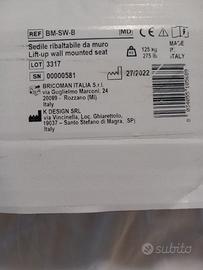 REF BM-SW-B MD
Sedile ribaltabile da muro
Lift-up wall mounted seat
125 kg
275 lb
MADE
LOT 3317
SN 00000581
27/2022
BRICOMAN ITALIA S.r.l.
via Guglielmo Marconi, 24
20089 - Rozzano (MI)
Italy
K DESIGN SRL
via Vincinella, Loc. Ghiarettolo
19037 - Santo Stefano di Magra, (SP)
Italy
subito